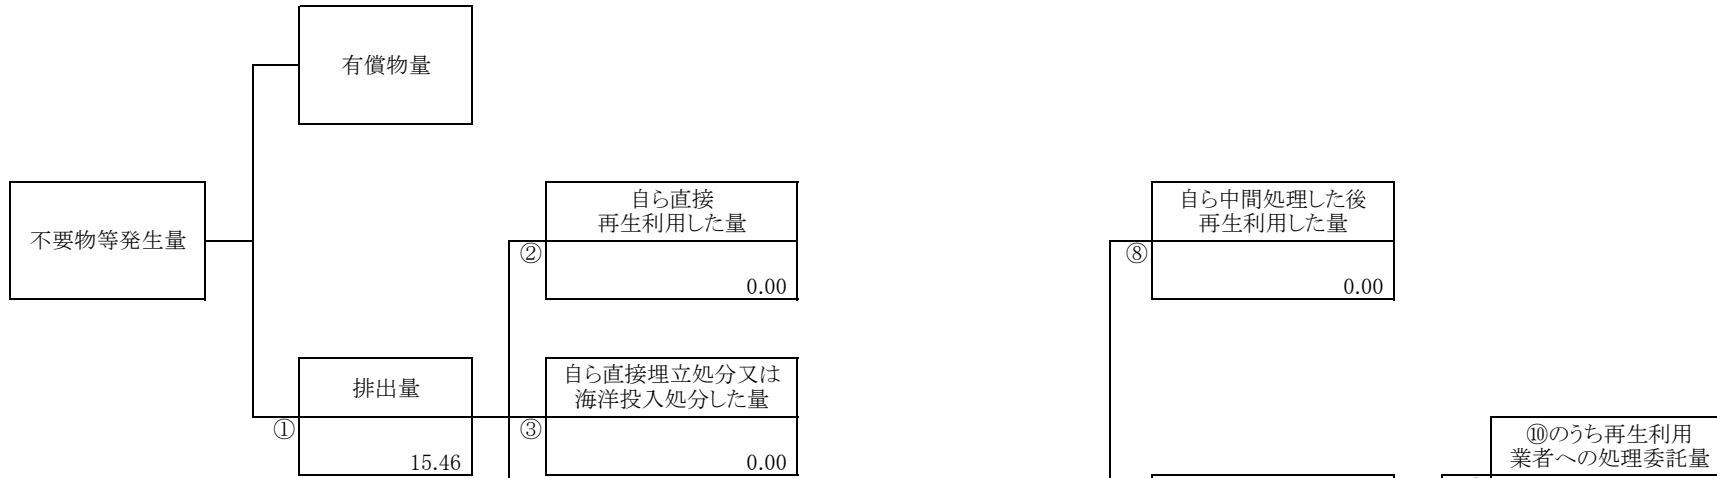 有償物量
不要物等発生量
自ら直接
再生利用した量
②
0.00
自ら中間処理した後
再生利用した量
⑧
0.00
排出量
①
15.46
自ら直接埋立処分又は
海洋投入処分した量
③
0.00
⑩のうち再生利用
業者への処理委託量